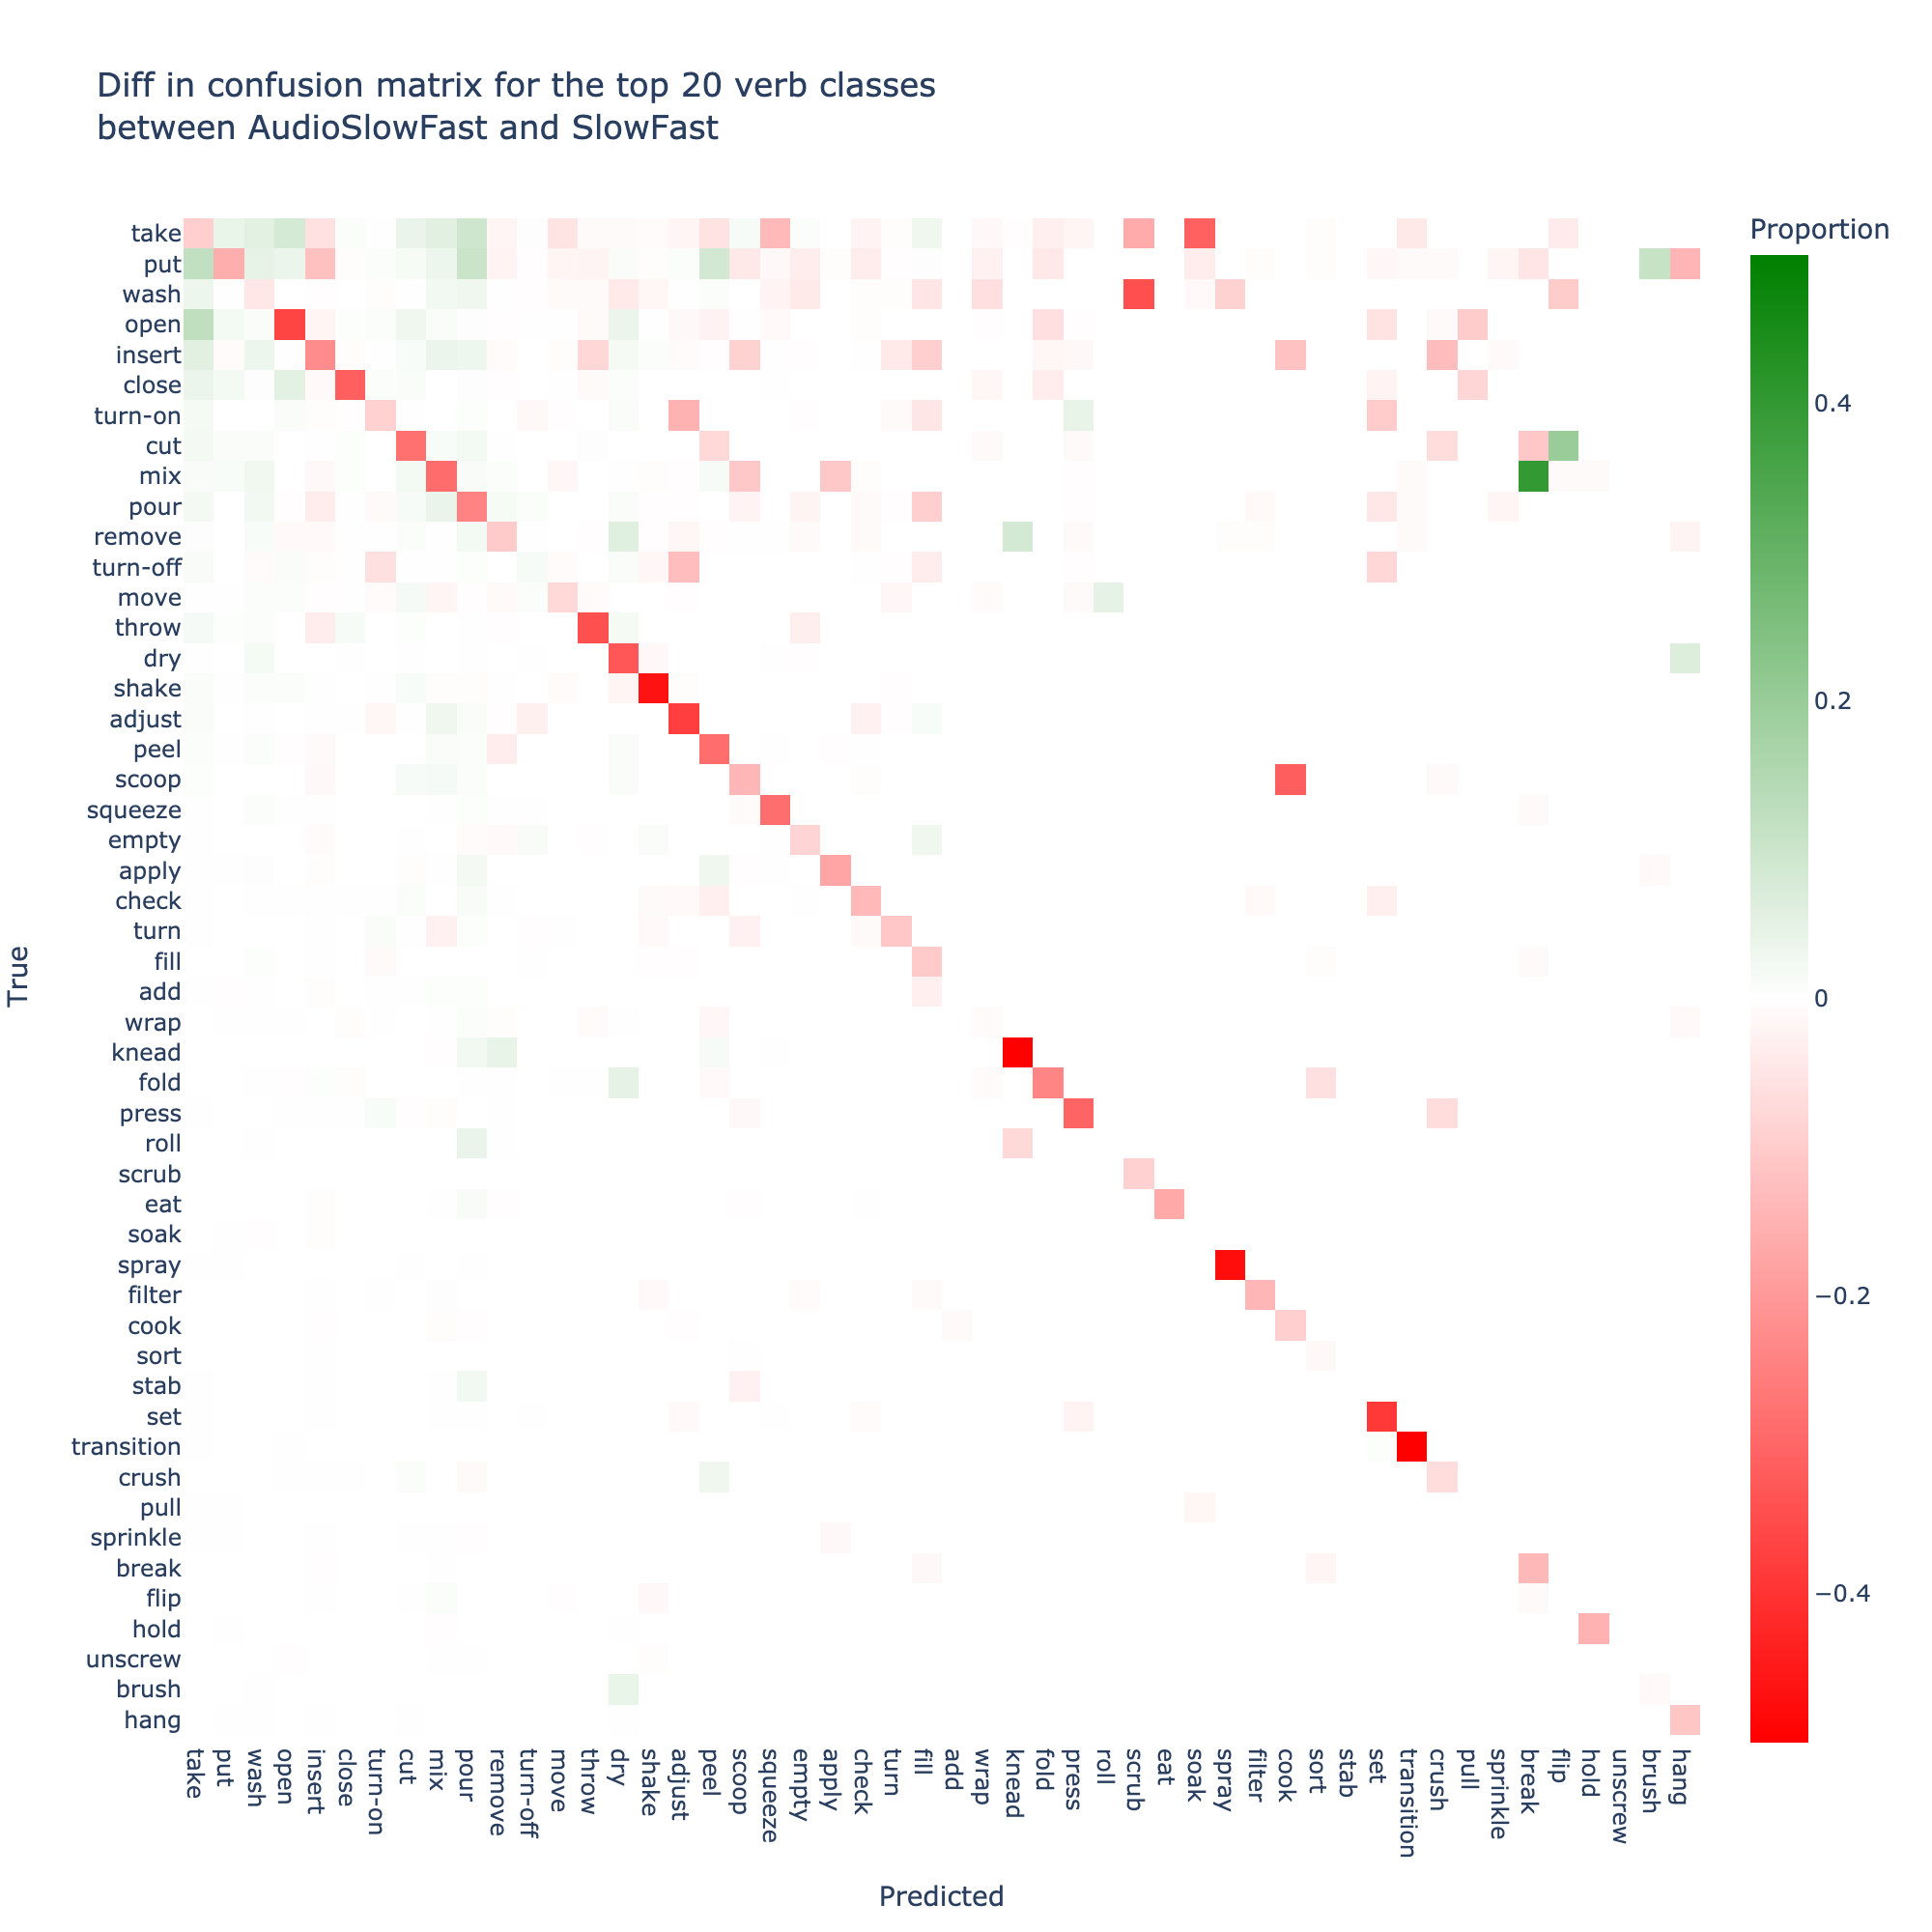 Diff in confusion matrix for the top 20 verb classes
between AudioSlowFast and SlowFast
Proportion
take
put
wash
open
insert
close
turn-on
cut
mix
pour
remove
turn-off
move
throw
dry
shake
adjust
peel
scoop
squeeze
empty
apply
check
turn
fill
add
wrap
knead
fold
press
roll
scrub
eat
soak
spray
filter
cook
sort
stab
set
transition
crush
pull
sprinkle
break
flip
hold
unscrew
brush
hang
True
0.4
0.2
0
−0.2
−0.4
take
put
wash
open
insert
close
turn-on
cut
mix
pour
remove
turn-off
move
throw
dry
shake
adjust
peel
scoop
squeeze
empty
apply
check
turn
fill
add
wrap
knead
fold
press
roll
scrub
eat
soak
spray
filter
cook
sort
stab
set
transition
crush
pull
sprinkle
break
flip
hold
unscrew
brush
hang
Predicted